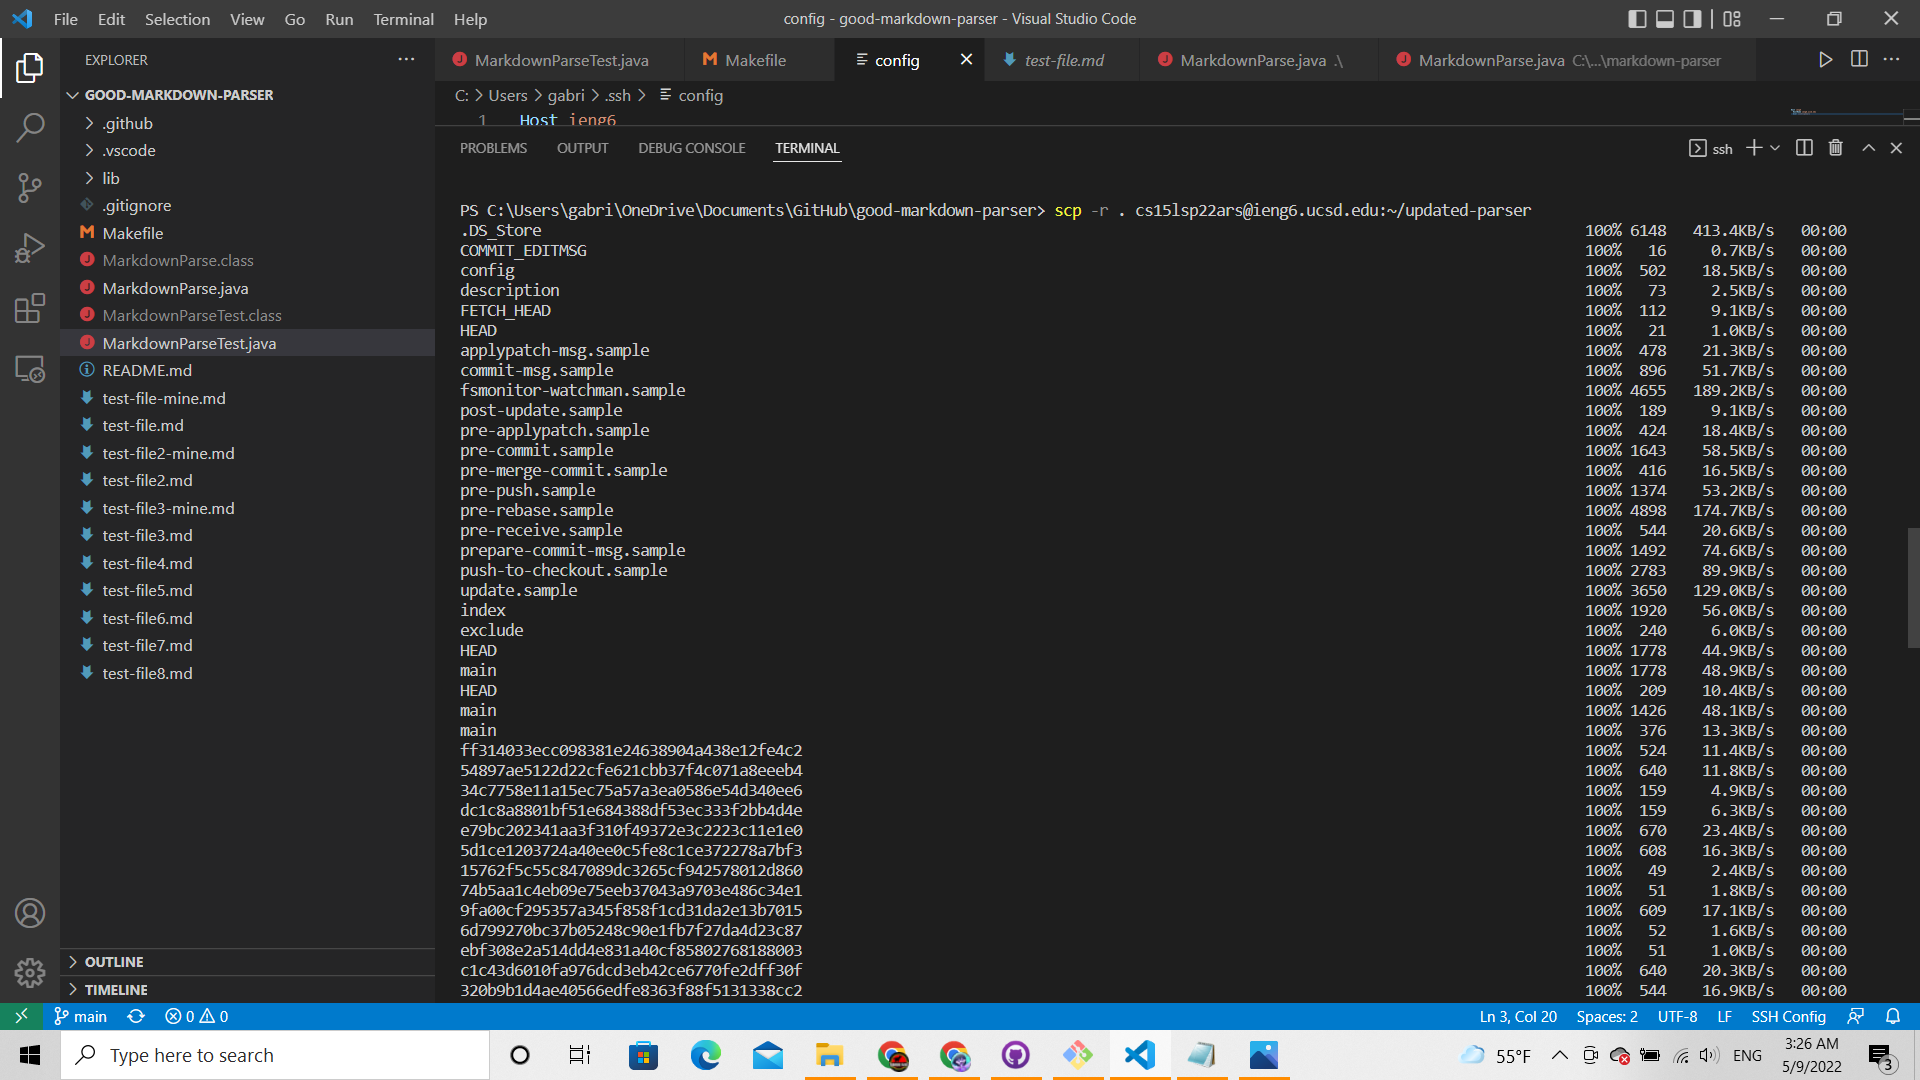 File Edit Selection View Go Run Terminal Help
config - good-markdown-parser - Visual Studio Code
EXPLORER
MarkdownParseTest.java
Makefile
config
test-file.md
MarkdownParse.java .\
MarkdownParse.java C:\...\markdown-parser
C: > Users > gabri > .ssh > config
1 Host ieng6
GOOD-MARKDOWN-PARSER
.github
.vscode
lib
.gitignore
Makefile
MarkdownParse.class
MarkdownParse.java
MarkdownParseTest.class
MarkdownParseTest.java
README.md
test-file-mine.md
test-file.md
test-file2-mine.md
test-file2.md
test-file3-mine.md
test-file3.md
test-file4.md
test-file5.md
test-file6.md
test-file7.md
test-file8.md
OUTLINE
TIMELINE
PROBLEMS OUTPUT DEBUG CONSOLE TERMINAL
ssh
PS C:\Users\gabri\OneDrive\Documents\GitHub\good-markdown-parser> scp -r . cs15lsp22ars@ieng6.ucsd.edu:~/updated-parser
.DS_Store 100% 6148 413.4KB/s 00:00
COMMIT_EDITMSG 100% 16 0.7KB/s 00:00
config 100% 502 18.5KB/s 00:00
description 100% 73 2.5KB/s 00:00
FETCH_HEAD 100% 112 9.1KB/s 00:00
HEAD 100% 21 1.0KB/s 00:00
applypatch-msg.sample 100% 478 21.3KB/s 00:00
commit-msg.sample 100% 896 51.7KB/s 00:00
fsmonitor-watchman.sample 100% 4655 189.2KB/s 00:00
post-update.sample 100% 189 9.1KB/s 00:00
pre-applypatch.sample 100% 424 18.4KB/s 00:00
pre-commit.sample 100% 1643 58.5KB/s 00:00
pre-merge-commit.sample 100% 416 16.5KB/s 00:00
pre-push.sample 100% 1374 53.2KB/s 00:00
pre-rebase.sample 100% 4898 174.7KB/s 00:00
pre-receive.sample 100% 544 20.6KB/s 00:00
prepare-commit-msg.sample 100% 1492 74.6KB/s 00:00
push-to-checkout.sample 100% 2783 89.9KB/s 00:00
update.sample 100% 3650 129.0KB/s 00:00
index 100% 1920 56.0KB/s 00:00
exclude 100% 240 6.0KB/s 00:00
HEAD 100% 1778 44.9KB/s 00:00
main 100% 1778 48.9KB/s 00:00
HEAD 100% 209 10.4KB/s 00:00
main 100% 1426 48.1KB/s 00:00
main 100% 376 13.3KB/s 00:00
ff314033ecc098381e24638904a438e12fe4c2 100% 524 11.4KB/s 00:00
54897ae5122d22cfe621cbb37f4c071a8eeeb4 100% 640 11.8KB/s 00:00
34c7758e11a15ec75a57a3ea0586e54d340ee6 100% 159 4.9KB/s 00:00
dc1c8a8801bf51e684388df53ec333f2bb4d4e 100% 159 6.3KB/s 00:00
e79bc202341aa3f310f49372e3c2223c11e1e0 100% 670 23.4KB/s 00:00
5d1ce1203724a40ee0c5fe8c1ce372278a7bf3 100% 608 16.3KB/s 00:00
15762f5c55c847089dc3265cf942578012d860 100% 49 2.4KB/s 00:00
74b5aa1c4eb09e75eeb37043a9703e486c34e1 100% 51 1.8KB/s 00:00
9fa00cf295357a345f858f1cd31da2e13b7015 100% 609 17.1KB/s 00:00
6d799270bc37b05248c90e1fb7f27da4d23c87 100% 52 1.6KB/s 00:00
ebf308e2a514dd4e831a40cf85802768188003 100% 51 1.0KB/s 00:00
c1c43d6010fa976dcd3eb42ce6770fe2dff30f 100% 640 20.3KB/s 00:00
320b9b1d4ae40566edfe8363f88f5131338cc2 100% 544 16.9KB/s 00:00
main 0 0
Ln 3, Col 20 Spaces: 2 UTF-8 LF SSH Config
Type here to search
55°F
ENG
3:26 AM
5/9/2022
3